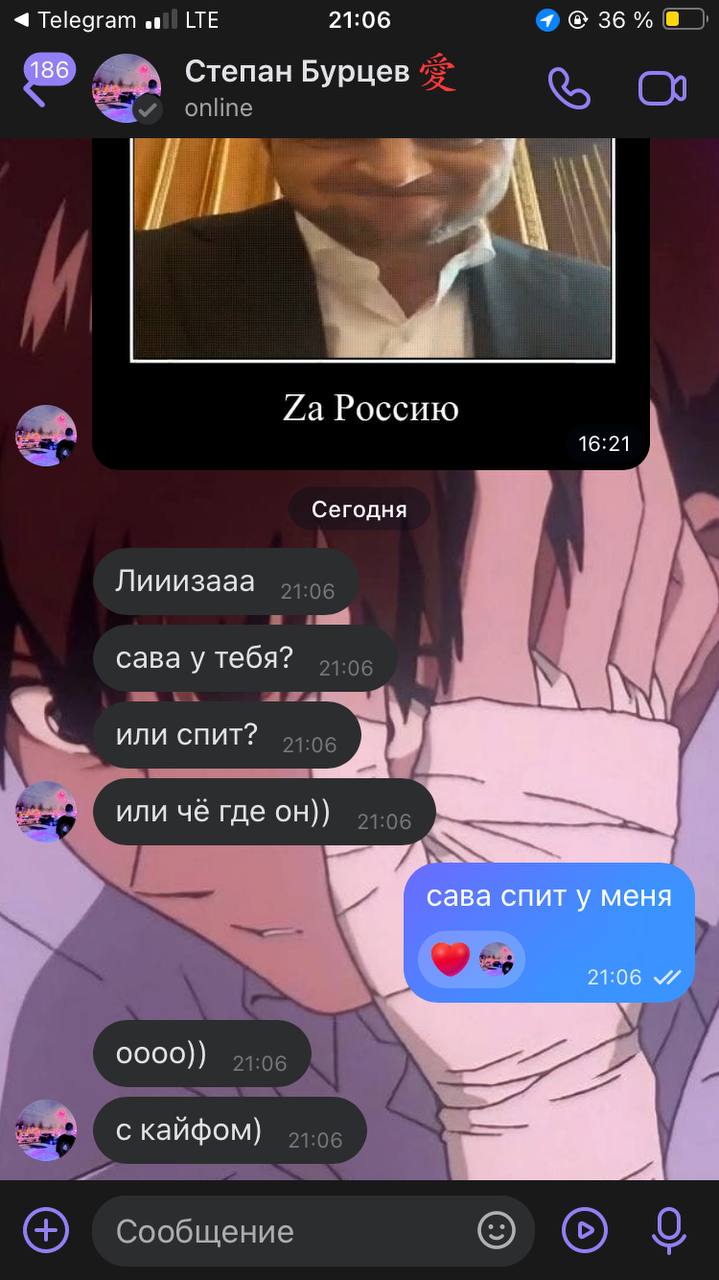 Telegram LTE 21:06 36 %
186
Степан Бурцев 愛
online
Zа Россию
16:21
Сегодня
Лииизааа 21:06
сава у тебя? 21:06
или спит? 21:06
или чё где он)) 21:06
сава спит у меня
21:06
оооо)) 21:06
с кайфом) 21:06
Сообщение